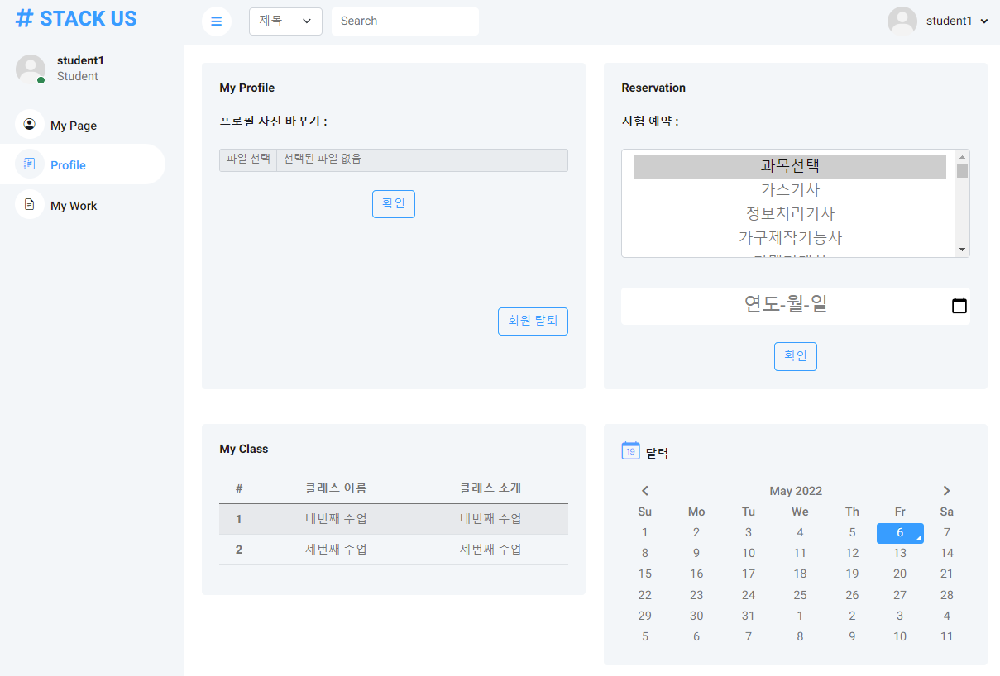 # STACK US
제목
Search
student1
student1
Student
My Page
Profile
My Work
My Profile
프로필 사진 바꾸기 :
파일 선택 선택된 파일 없음
확인
회원 탈퇴
Reservation
시험 예약 :
과목선택
가스기사
정보처리기사
가구제작기능사
연도-월-일
확인
My Class
# 클래스 이름 클래스 소개
1 네번째 수업 네번째 수업
2 세번째 수업 세번째 수업
19 달력
May 2022
Su Mo Tu We Th Fr Sa
1 2 3 4 5 6 7
8 9 10 11 12 13 14
15 16 17 18 19 20 21
22 23 24 25 26 27 28
29 30 31 1 2 3 4
5 6 7 8 9 10 11